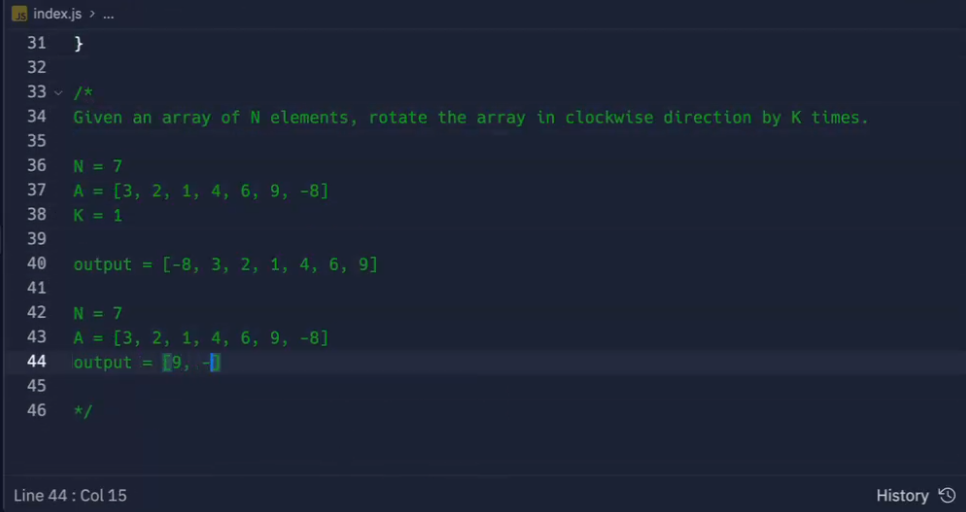 JS index.js > ...
31 }
32
33 /*
34 Given an array of N elements, rotate the array in clockwise direction by K times.
35
36 N = 7
37 A = [3, 2, 1, 4, 6, 9, -8]
38 K = 1
39
40 output = [-8, 3, 2, 1, 4, 6, 9]
41
42 N = 7
43 A = [3, 2, 1, 4, 6, 9, -8]
44 output = [9, -]
45
46 */
Line 44 : Col 15 History